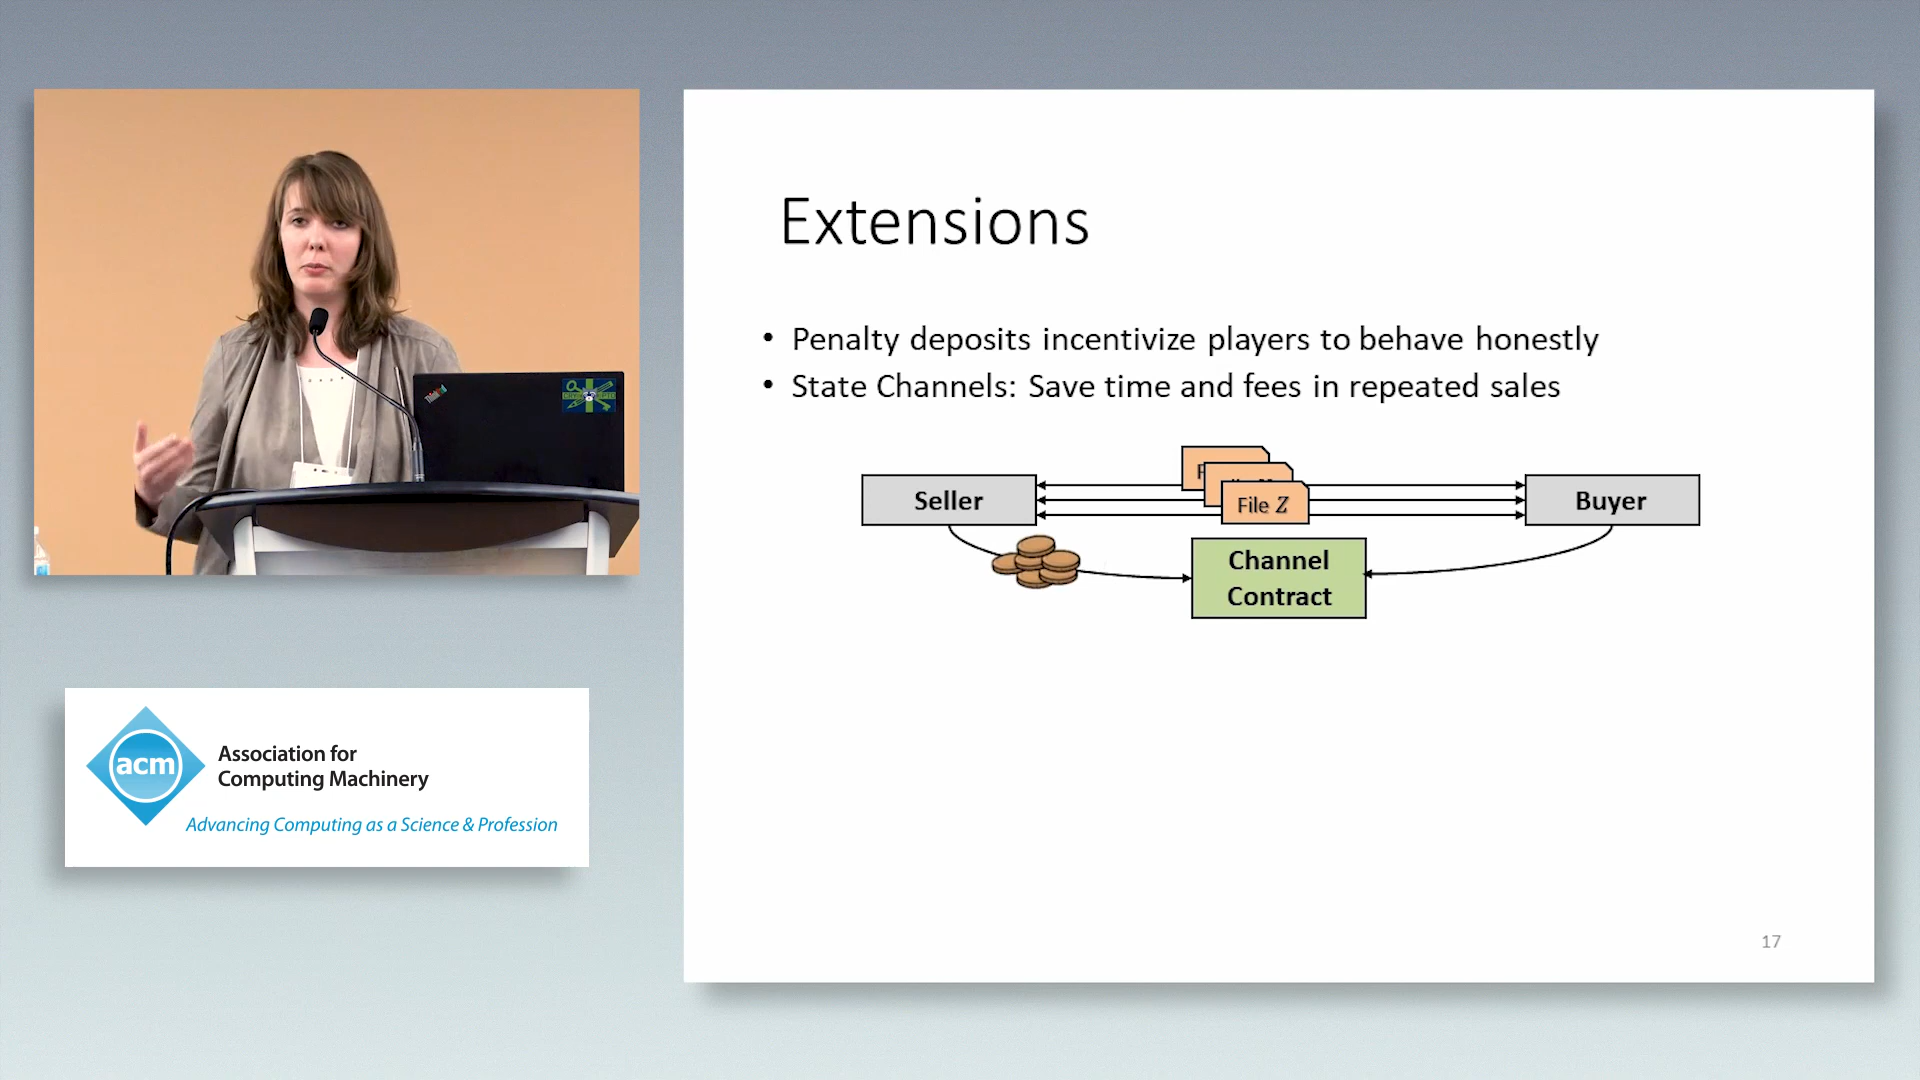 Extensions
• Penalty deposits incentivize players to behave honestly
• State Channels: Save time and fees in repeated sales
Seller
File Z
Buyer
Channel
Contract
17
acm
Association for
Computing Machinery
Advancing Computing as a Science & Profession